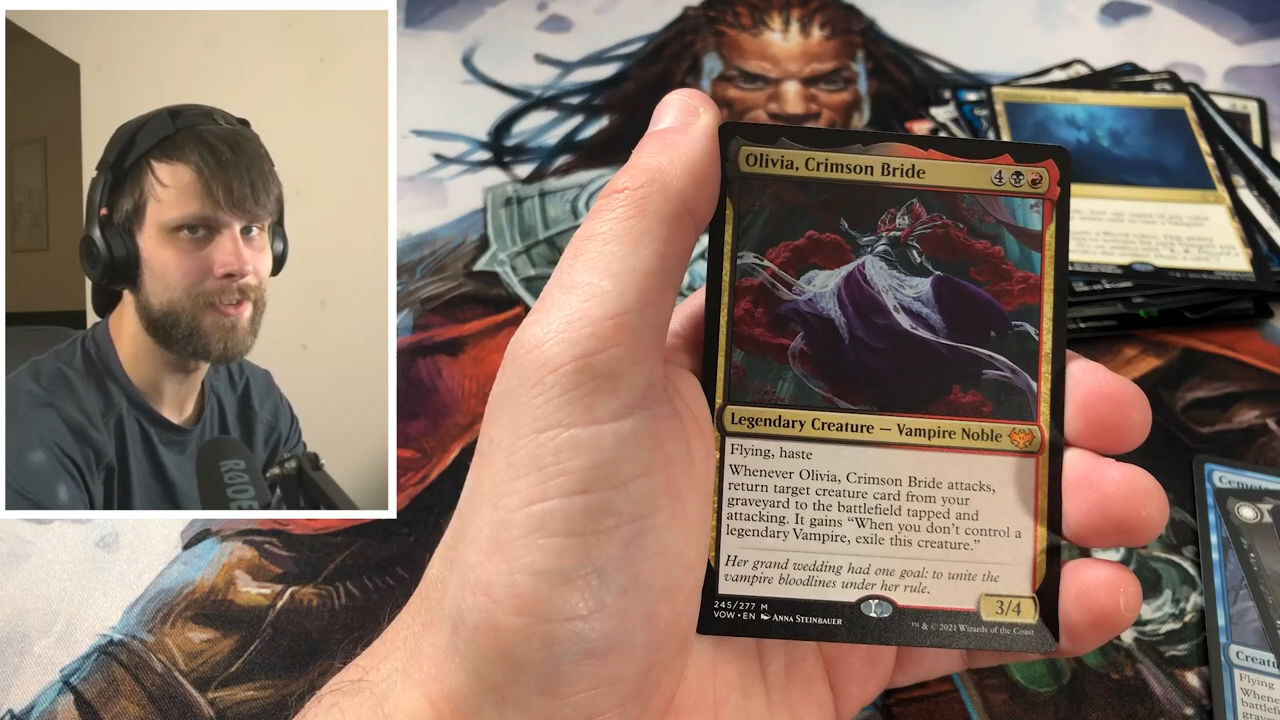 Olivia, Crimson Bride
4
Legendary Creature — Vampire Noble
Flying, haste
Whenever Olivia, Crimson Bride attacks,
return target creature card from your
graveyard to the battlefield tapped and
attacking. It gains “When you don’t control a
legendary Vampire, exile this creature.”
Her grand wedding had one goal: to unite the
vampire bloodlines under her rule.
3/4
245/277 M
VOW • EN ANNA STEINBAUER
™ & © 2021 Wizards of the Coast
RØDE
Flying